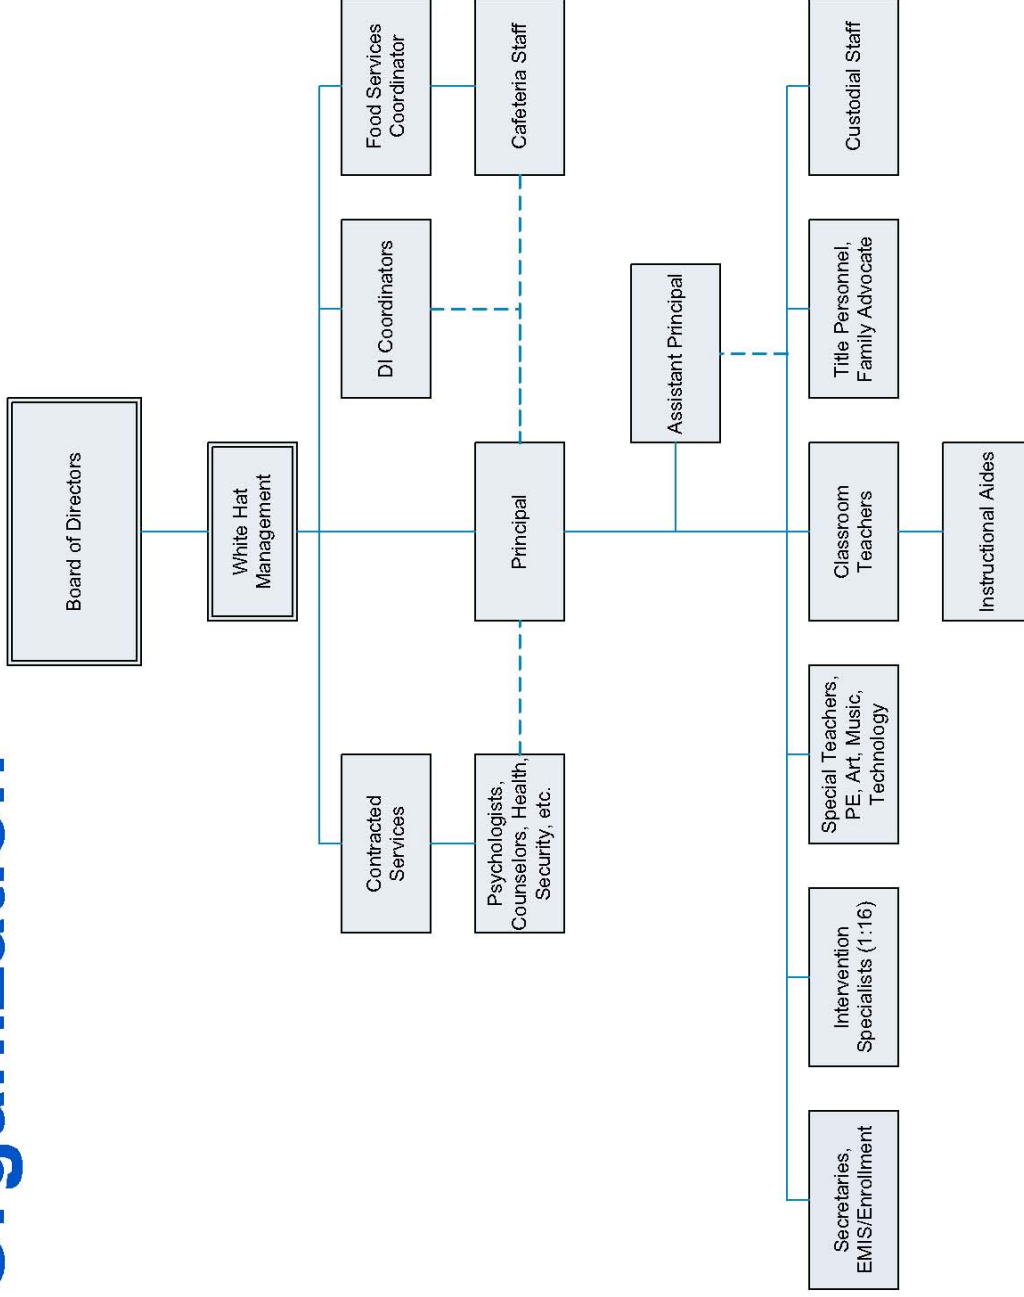 Organization
Board of Directors
White Hat
Management
Contracted
Services
DI Coordinators
Food Services
Coordinator
Psychologists,
Counselors, Health,
Security, etc.
Principal
Cafeteria Staff
Assistant Principal
Secretaries,
EMIS/Enrollment
Intervention
Specialists (1:16)
Special Teachers,
PE, Art, Music,
Technology
Classroom
Teachers
Title Personnel,
Family Advocate
Custodial Staff
Instructional Aides